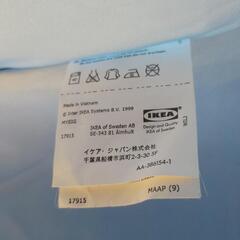 Made in Vietnam
© Inter IKEA Systems B.V. 1999
IKEA
IKEA of Sweden AB
SE-343 81 Älmhult
17915
イケア・ジャパン株式会社
千葉県船橋市浜町2-3-30 5F
AA-386154-1
17915
MAAP (9)